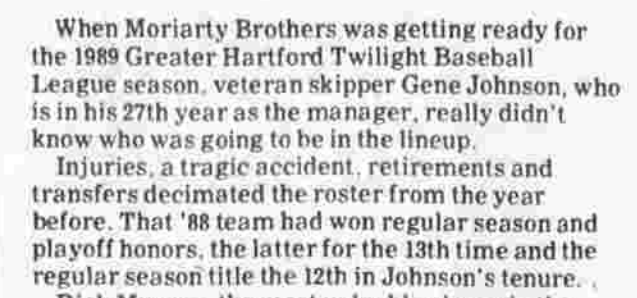 When Moriarty Brothers was getting ready for
the 1989 Greater Hartford Twilight Baseball
League season, veteran skipper Gene Johnson, who
is in his 27th year as the manager, really didn't
know who was going to be in the lineup.
Injuries, a tragic accident, retirements and
transfers decimated the roster from the year
before. That '88 team had won regular season and
playoff honors, the latter for the 13th time and the
regular season title the 12th in Johnson's tenure.